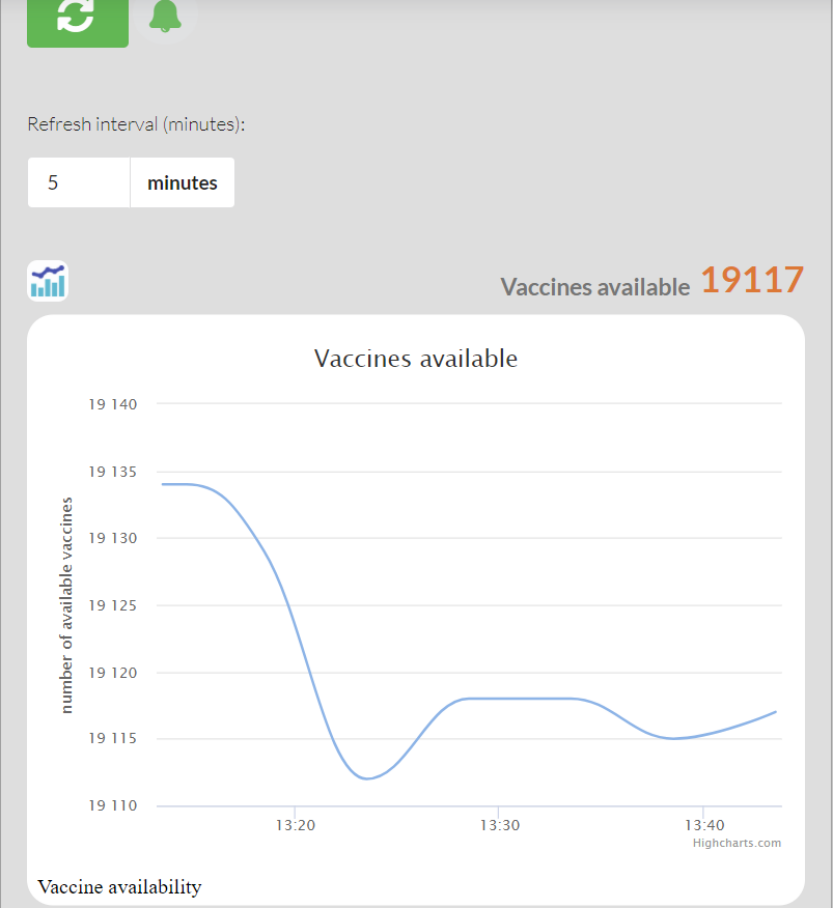 Refresh interval (minutes):
5 minutes
Vaccines available 19117
Vaccines available
19 140
19 135
19 130
19 125
19 120
19 115
19 110
number of available vaccines
13:20 13:30 13:40
Highcharts.com
Vaccine availability